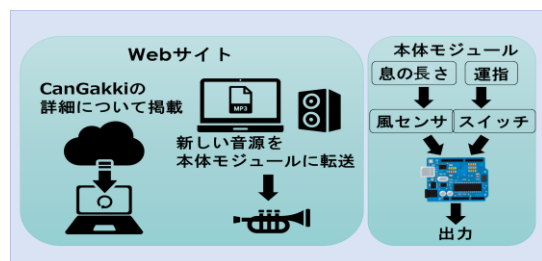 Webサイト
CanGakkiの
詳細について掲載
MP3
新しい音源を
本体モジュールに転送
本体モジュール
息の長さ
運指
風センサ
スイッチ
出力